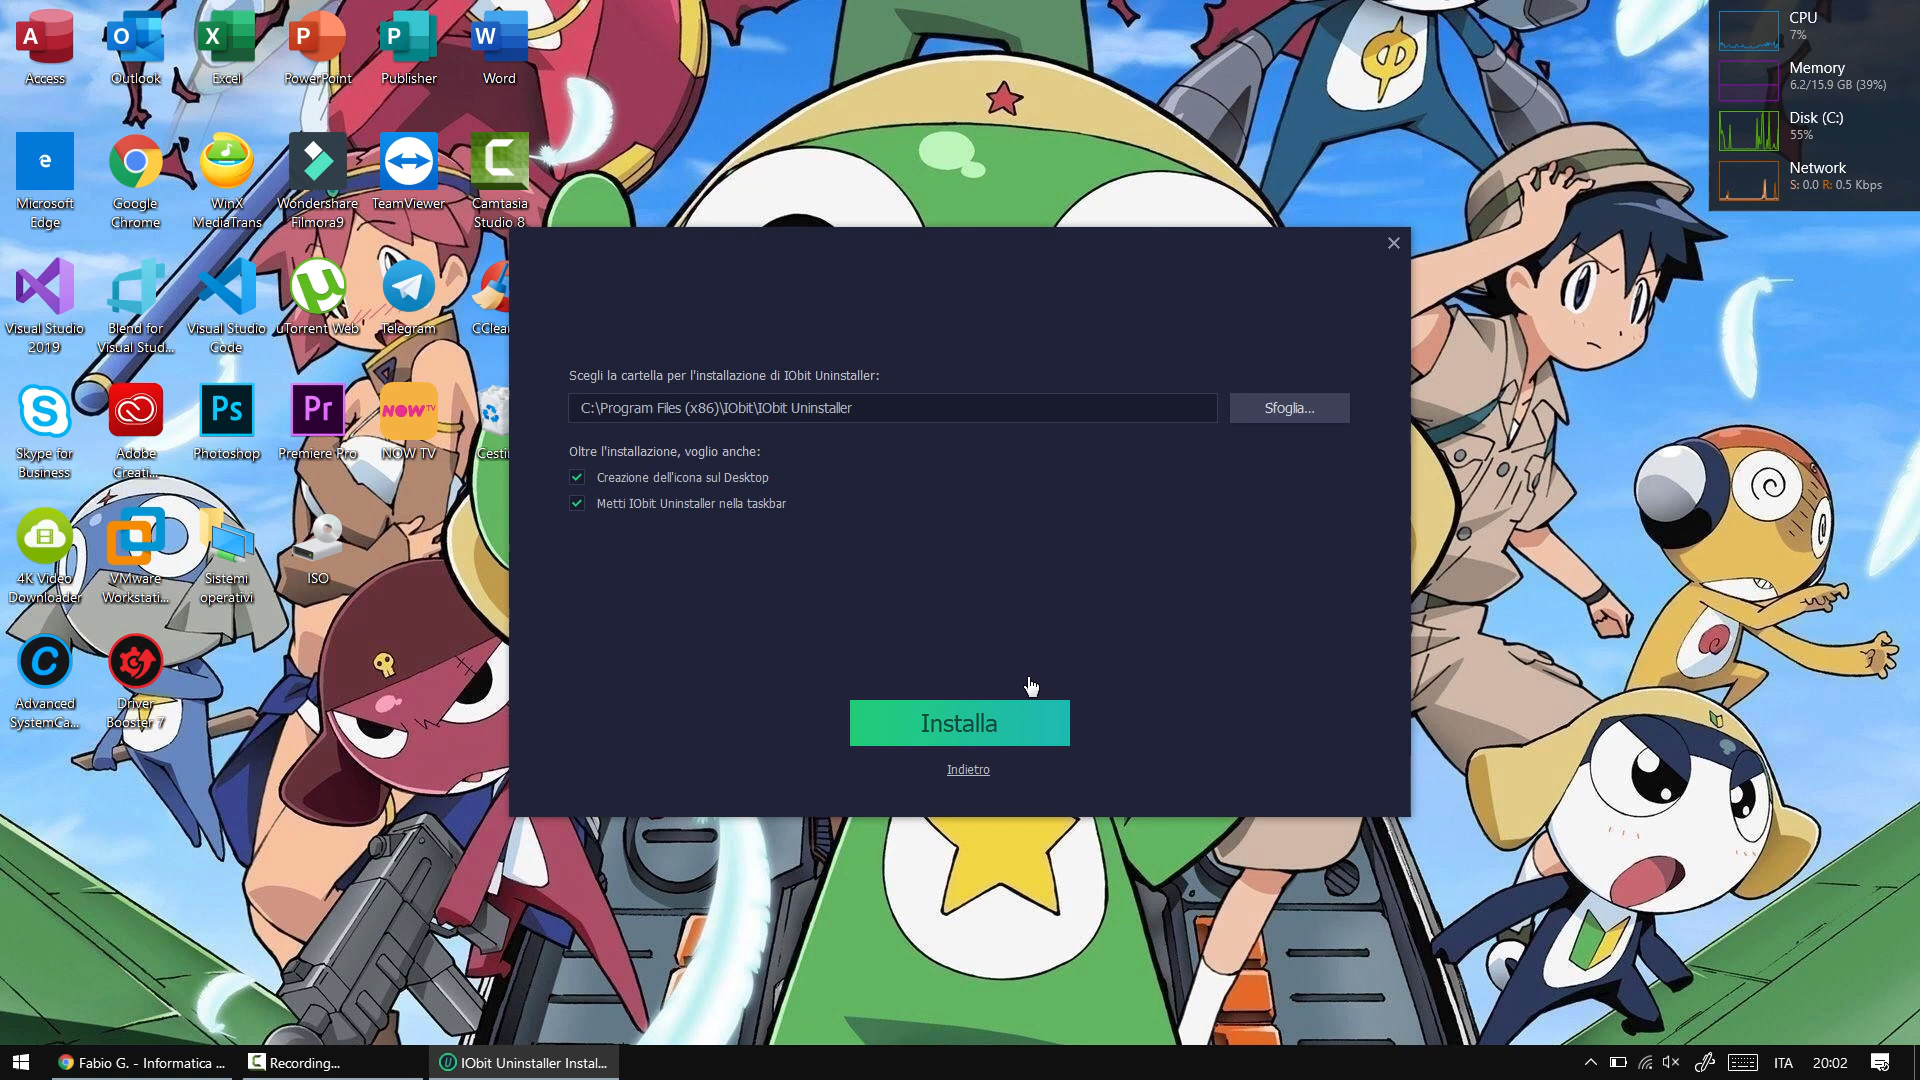 Access
Outlook
Excel
PowerPoint
Publisher
Word
Microsoft
Edge
Google
Chrome
WinX
MediaTrans
Wondershare
Filmora9
TeamViewer
Camtasia
Studio 8
Visual Studio
2019
Blend for
Visual Stud...
Visual Studio
Code
uTorrent Web
Telegram
CClea
Skype for
Business
Adobe
Creati...
Photoshop
Premiere Pro
NOW TV
NOW TV
Cesti
4K Video
Downloader
VMware
Workstati...
Sistemi
operativi
ISO
Advanced
SystemCa...
Driver
Booster 7
CPU
7%
Memory
6.2/15.9 GB (39%)
Disk (C:)
55%
Network
S: 0.0 R: 0.5 Kbps
Scegli la cartella per l'installazione di IObit Uninstaller:
C:\Program Files (x86)\IObit\IObit Uninstaller
Sfoglia...
Oltre l'installazione, voglio anche:
Creazione dell'icona sul Desktop
Metti IObit Uninstaller nella taskbar
Installa
Indietro
Fabio G. - Informatica ...
Recording...
IObit Uninstaller Instal...
ITA
20:02